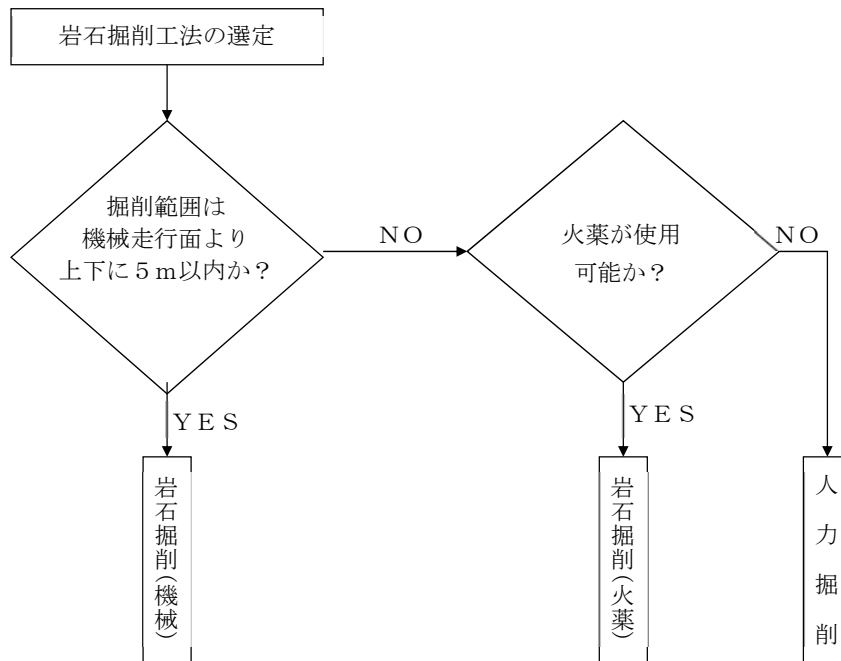 岩石掘削工法の選定
掘削範囲は
機械走行面より
上下に５ｍ以内か？
ＮＯ
火薬が使用
可能か？
ＮＯ
ＹＥＳ
ＹＥＳ
岩石掘削(機械)
岩石掘削(火薬)
人力掘削